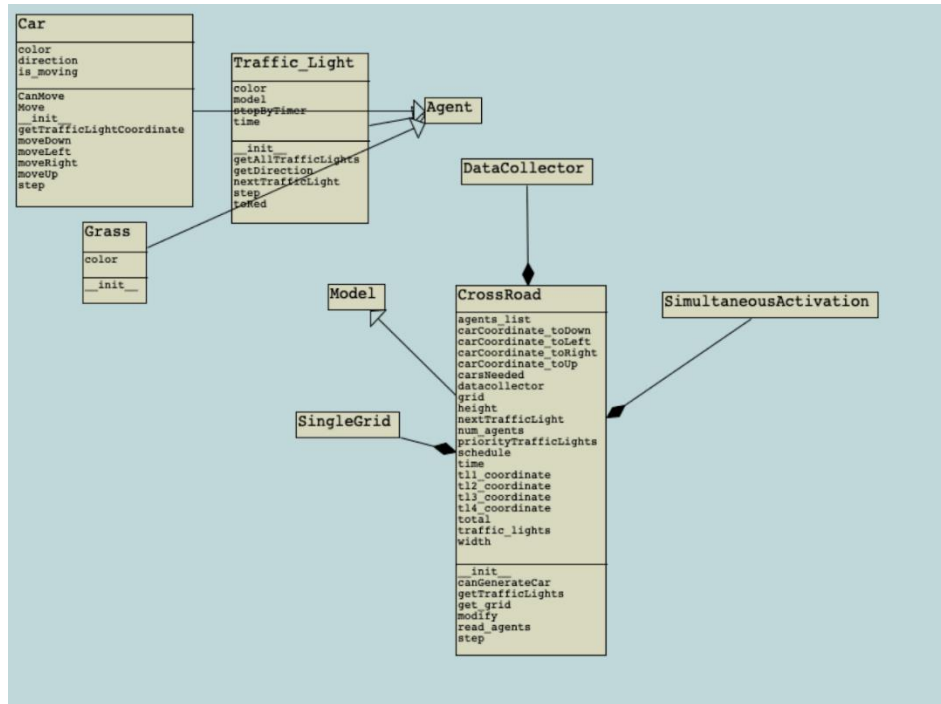 Car
color
direction
is_moving
CanMove
Move
__init__
getTrafficLightCoordinate
moveDown
moveLeft
moveRight
moveUp
step
Traffic_Light
color
model
stopByTimer
time
__init__
getAllTrafficLights
getDirection
nextTrafficLight
step
toRed
Agent
Grass
color
__init__
DataCollector
Model
CrossRoad
agents_list
carCoordinate_toDown
carCoordinate_toLeft
carCoordinate_toRight
carCoordinate_toUp
carsNeeded
datacollector
grid
height
nextTrafficLight
num_agents
priorityTrafficLights
schedule
time
tl1_coordinate
tl2_coordinate
tl3_coordinate
tl4_coordinate
total
traffic_lights
width
__init__
canGenerateCar
getTrafficLights
get_grid
modify
read_agents
step
SimultaneousActivation
SingleGrid